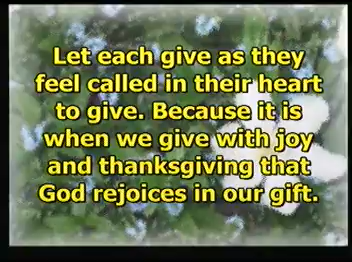 Let each give as they
feel called in their heart
to give. Because it is
when we give with joy
and thanksgiving that
God rejoices in our gift.